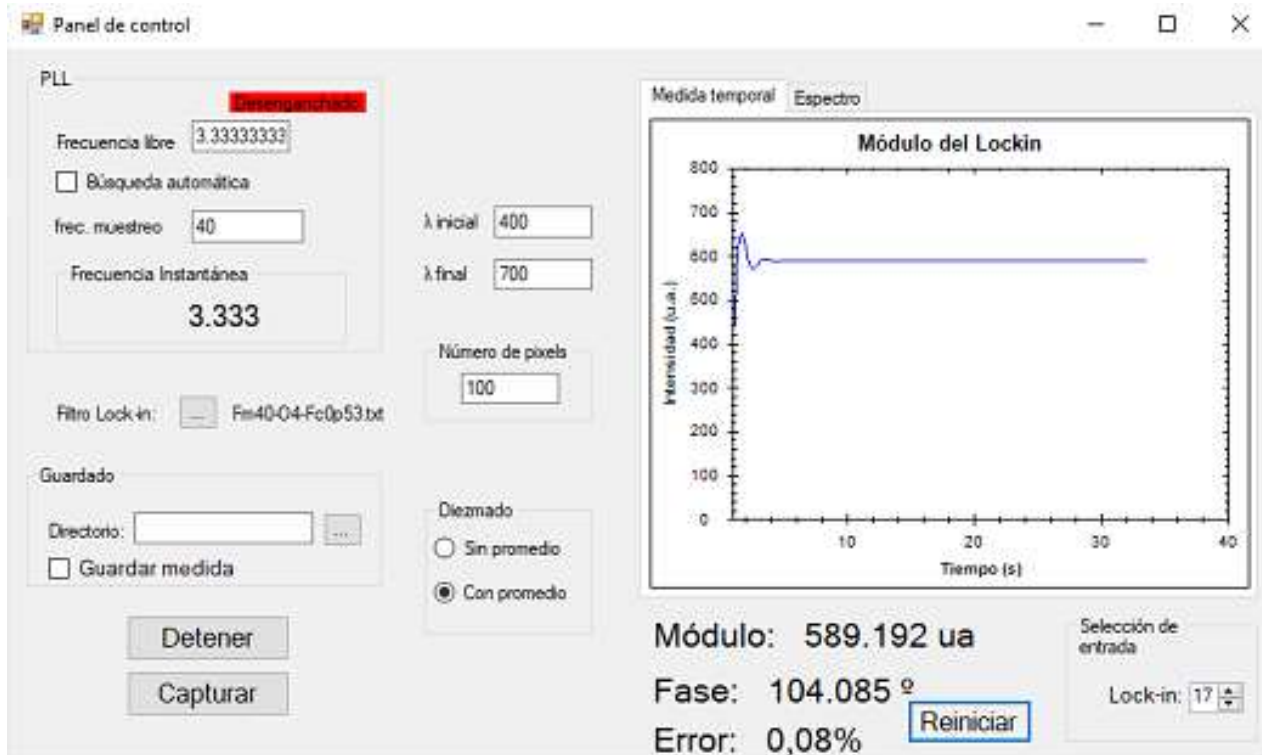 Panel de control
PLL
Desenganchado
Frecuencia libre 3.33333333
Búsqueda automática
frec. muestreo 40
Frecuencia Instantánea
3.333
Filtro Lock-in: ... Fm40-O4-Fc0p53.txt
Guardado
Directorio: ...
Guardar medida
Detener
Capturar
λ inicial 400
λ final 700
Número de pixels
100
Diezmado
Sin promedio
Con promedio
Medida temporal Espectro
Módulo del Lockin
Intensidad (u.a.)
800
700
600
500
400
300
200
100
0
10 20 30 40
Tiempo (s)
Módulo: 589.192 ua
Fase: 104.085 º
Error: 0,08%
Reiniciar
Selección de
entrada
Lock-in: 17